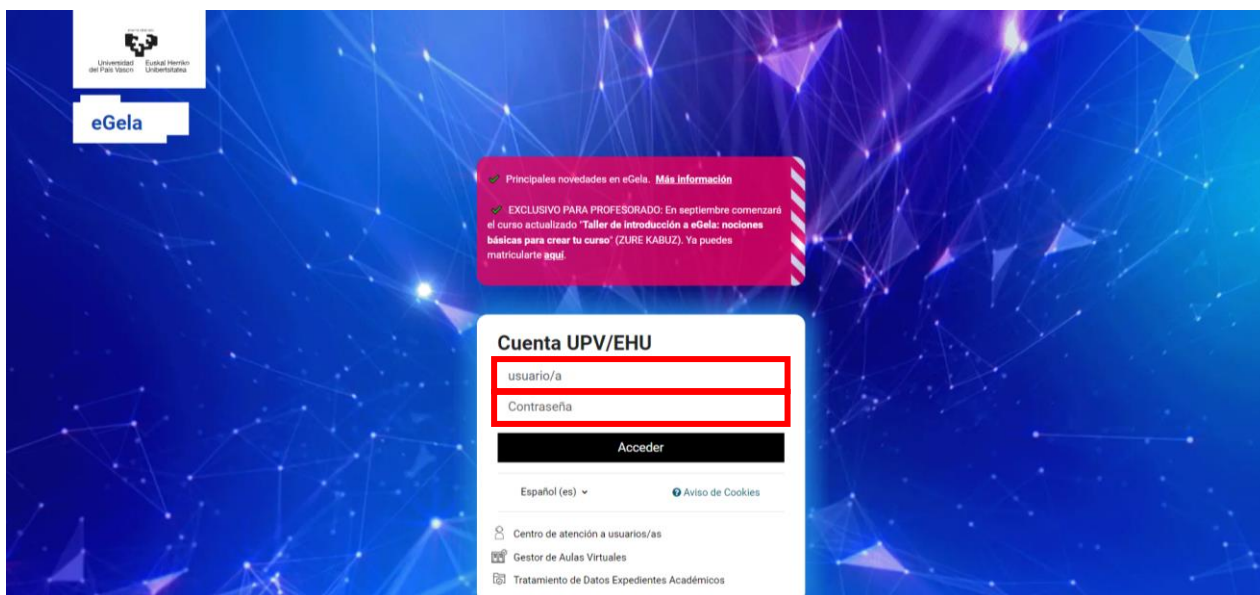 Universidad del País Vasco
Euskal Herriko Unibertsitatea
eGela
Principales novedades en eGela. Más información
EXCLUSIVO PARA PROFESORADO: En septiembre comenzará
el curso actualizado "Taller de introducción a eGela: nociones
básicas para crear tu curso" (ZURE KABUZ). Ya puedes
matricularte aquí.
Cuenta UPV/EHU
usuario/a
Contraseña
Acceder
Español (es)
Aviso de Cookies
Centro de atención a usuarios/as
Gestor de Aulas Virtuales
Tratamiento de Datos Expedientes Académicos